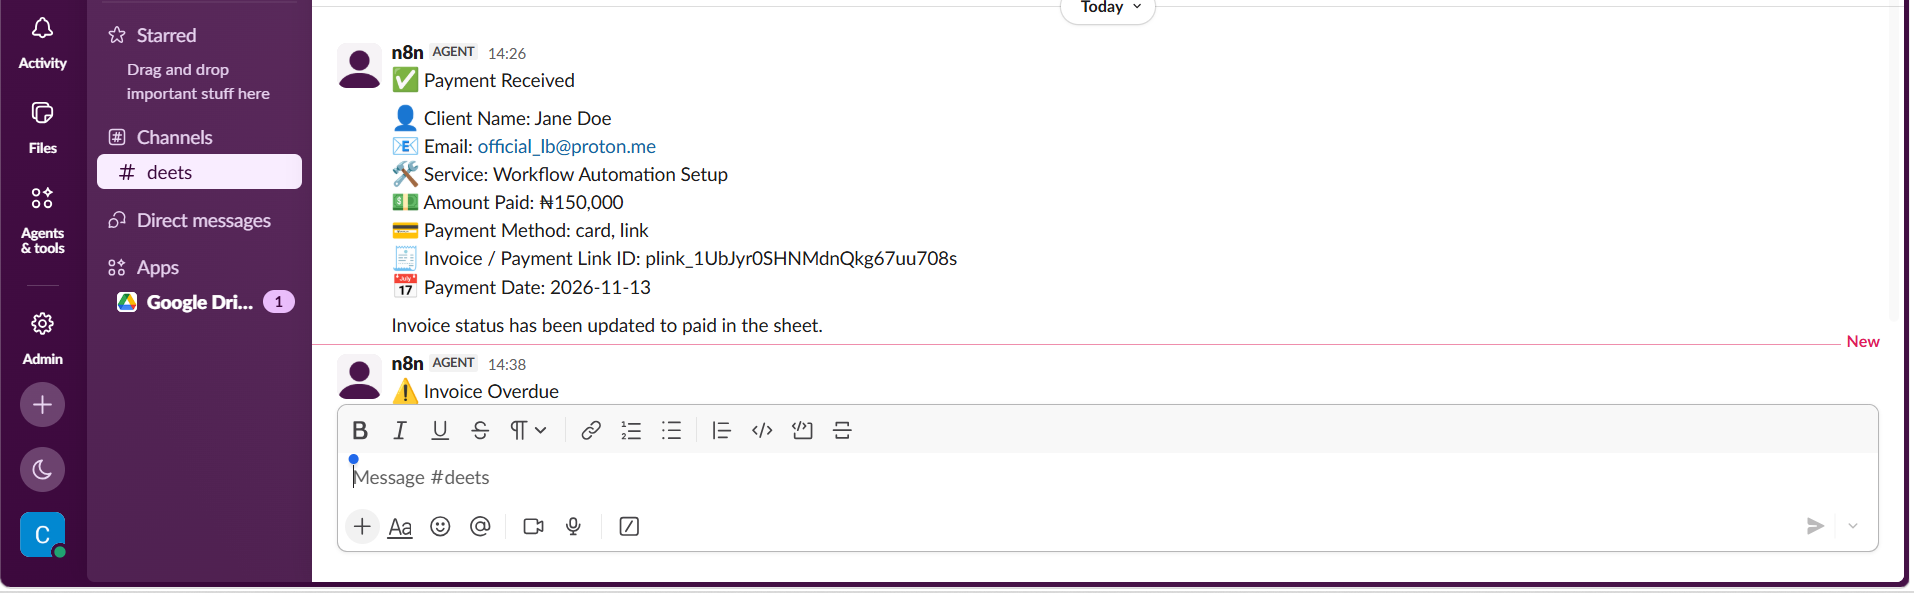 Activity
Files
Agents
& tools
Admin
C
Starred
Drag and drop
important stuff here
Channels
# deets
Direct messages
Apps
Google Dri... 1
Today
n8n AGENT 14:26
✅ Payment Received
👤 Client Name: Jane Doe
📧 Email: official_lb@proton.me
🛠️ Service: Workflow Automation Setup
💵 Amount Paid: ₦150,000
💳 Payment Method: card, link
🧾 Invoice / Payment Link ID: plink_1UbJyr0SHNMdnQkg67uu708s
📅 Payment Date: 2026-11-13
Invoice status has been updated to paid in the sheet.
New
n8n AGENT 14:38
⚠️ Invoice Overdue
Message #deets
Aa